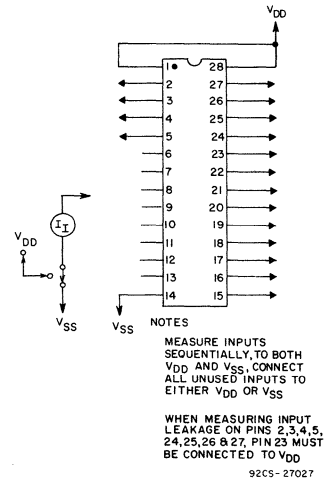 VDD
1 28
2 27
3 26
4 25
5 24
6 23
7 22
8 21
9 20
10 19
11 18
12 17
13 16
14 15
II
VDD
VSS
VSS
NOTES
MEASURE INPUTS
SEQUENTIALLY,TO BOTH
VDD AND VSS, CONNECT
ALL UNUSED INPUTS TO
EITHER VDD OR VSS
WHEN MEASURING INPUT
LEAKAGE ON PINS 2,3,4,5,
24,25,26 & 27, PIN 23 MUST
BE CONNECTED TO VDD
92CS-27027